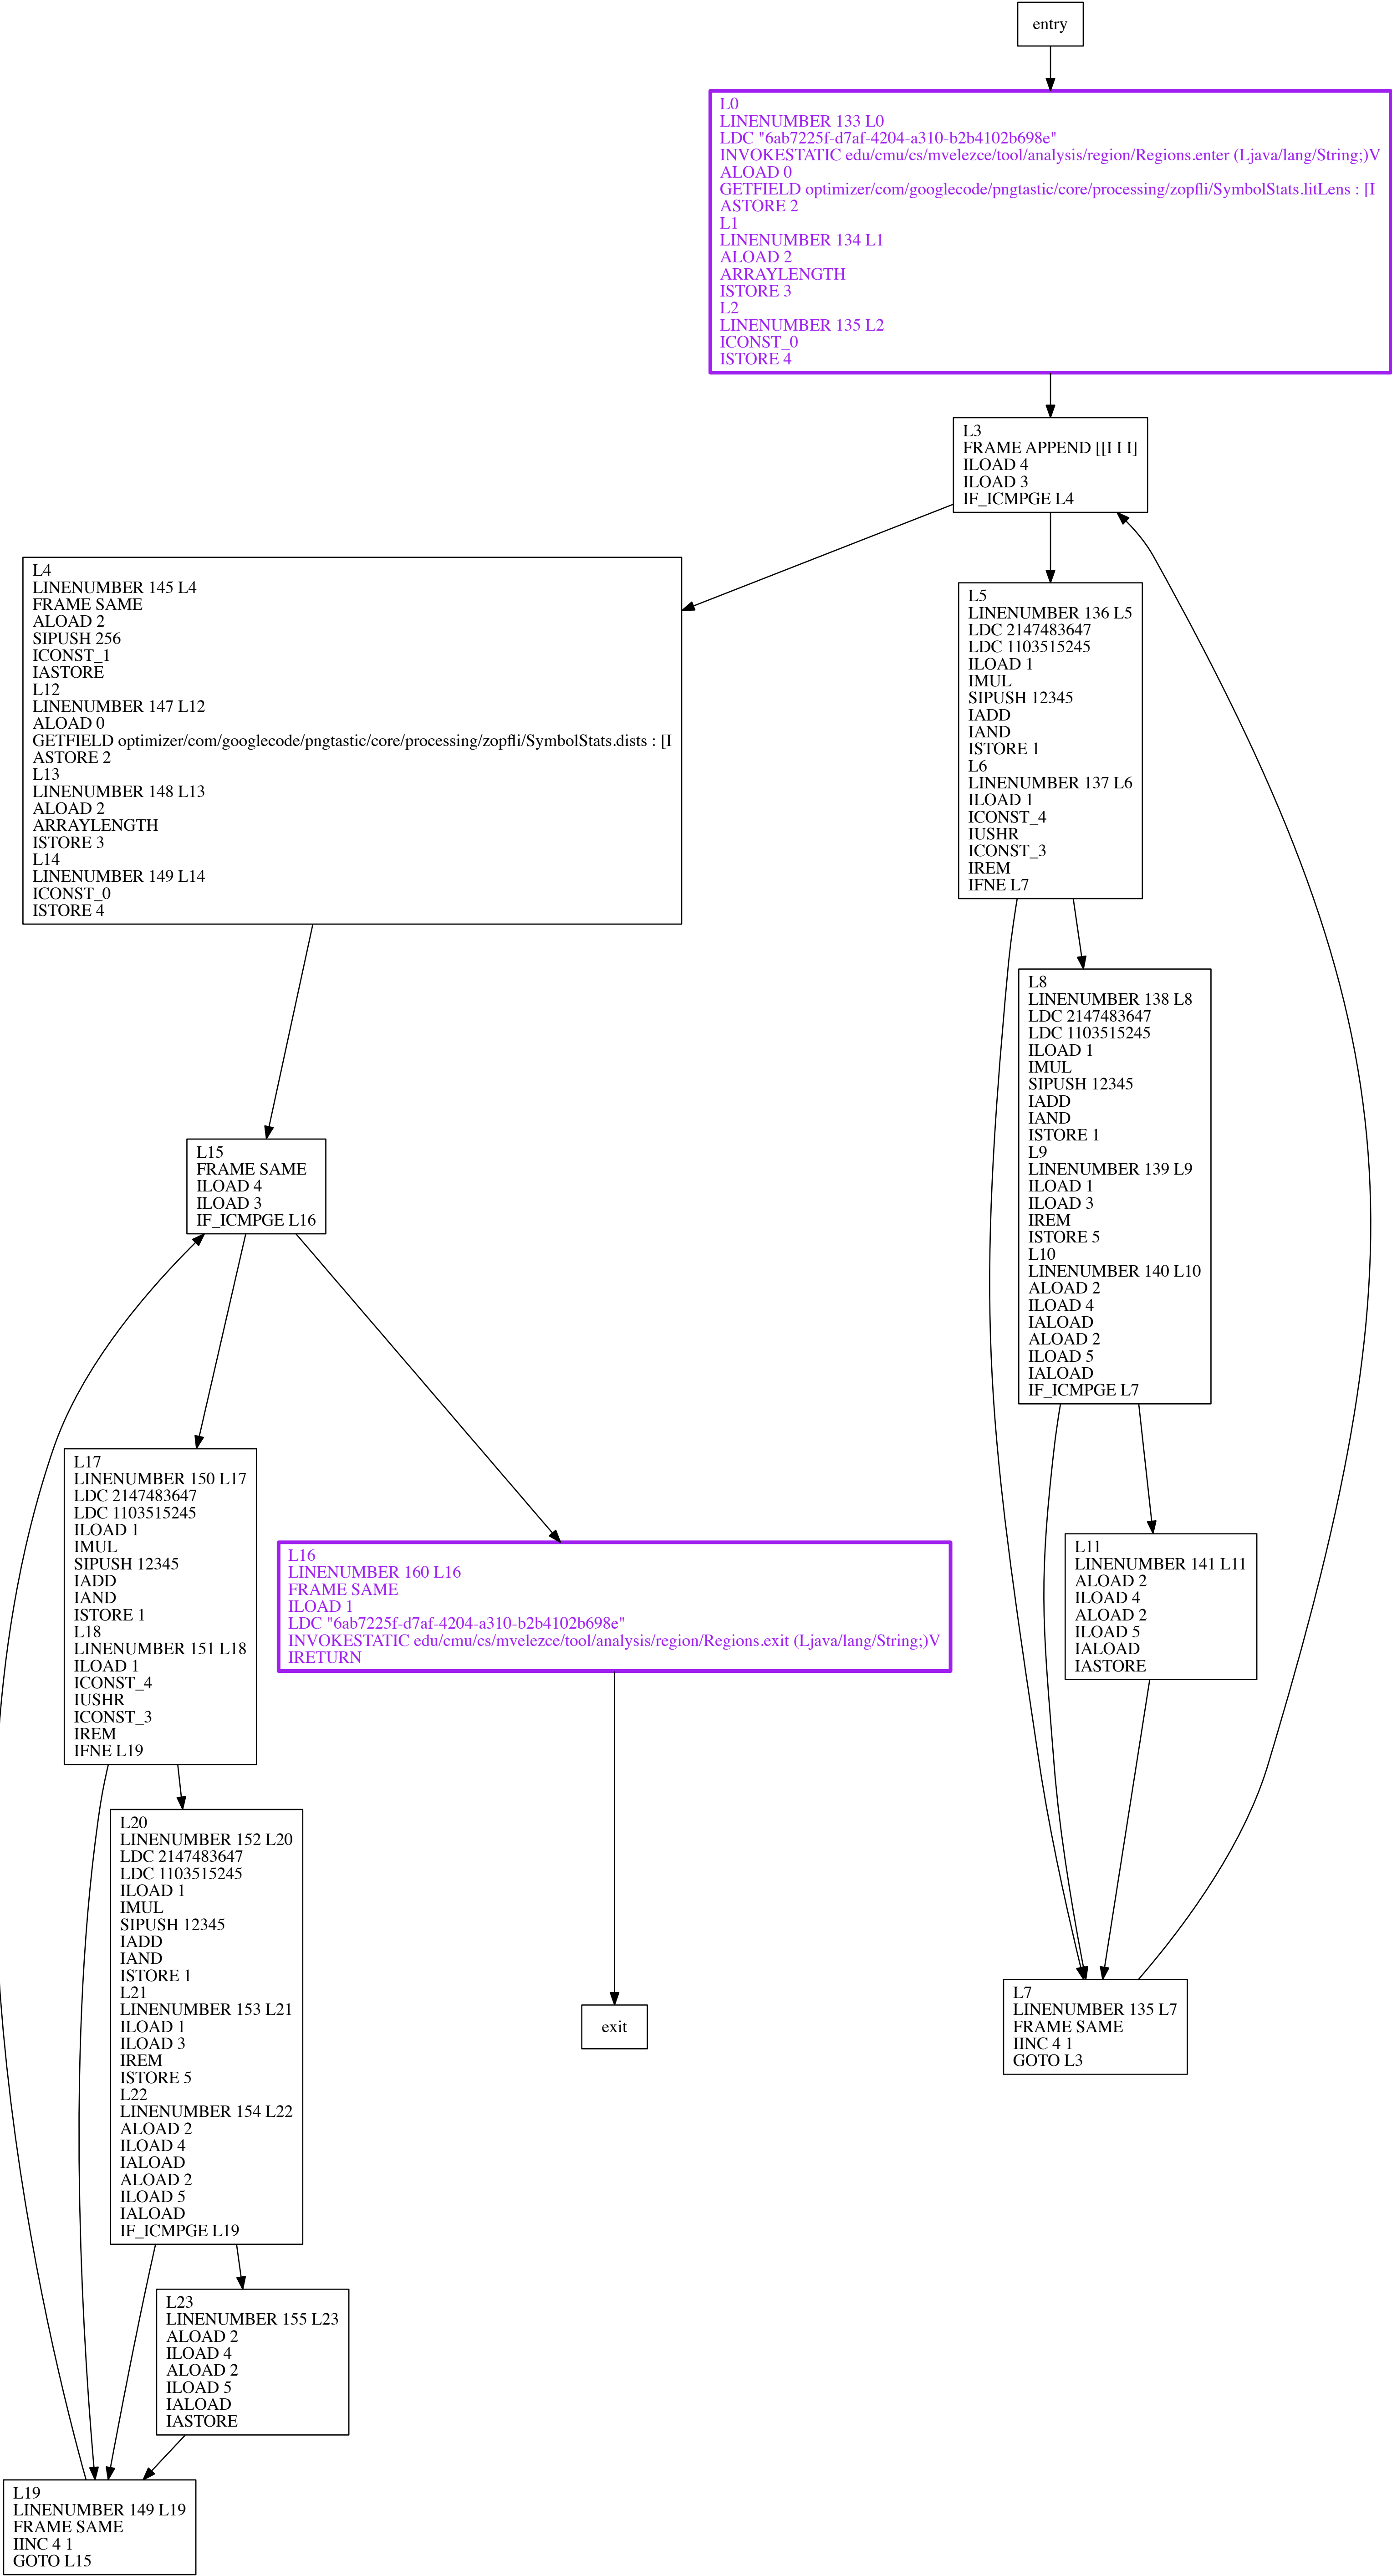 entry
L0
LINENUMBER 133 L0
LDC "6ab7225f-d7af-4204-a310-b2b4102b698e"
INVOKESTATIC edu/cmu/cs/mvelezce/tool/analysis/region/Regions.enter (Ljava/lang/String;)V
ALOAD 0
GETFIELD optimizer/com/googlecode/pngtastic/core/processing/zopfli/SymbolStats.litLens : [I
ASTORE 2
L1
LINENUMBER 134 L1
ALOAD 2
ARRAYLENGTH
ISTORE 3
L2
LINENUMBER 135 L2
ICONST_0
ISTORE 4
L3
FRAME APPEND [[I I I]
ILOAD 4
ILOAD 3
IF_ICMPGE L4
L4
LINENUMBER 145 L4
FRAME SAME
ALOAD 2
SIPUSH 256
ICONST_1
IASTORE
L12
LINENUMBER 147 L12
ALOAD 0
GETFIELD optimizer/com/googlecode/pngtastic/core/processing/zopfli/SymbolStats.dists : [I
ASTORE 2
L13
LINENUMBER 148 L13
ALOAD 2
ARRAYLENGTH
ISTORE 3
L14
LINENUMBER 149 L14
ICONST_0
ISTORE 4
L5
LINENUMBER 136 L5
LDC 2147483647
LDC 1103515245
ILOAD 1
IMUL
SIPUSH 12345
IADD
IAND
ISTORE 1
L6
LINENUMBER 137 L6
ILOAD 1
ICONST_4
IUSHR
ICONST_3
IREM
IFNE L7
L8
LINENUMBER 138 L8
LDC 2147483647
LDC 1103515245
ILOAD 1
IMUL
SIPUSH 12345
IADD
IAND
ISTORE 1
L9
LINENUMBER 139 L9
ILOAD 1
ILOAD 3
IREM
ISTORE 5
L10
LINENUMBER 140 L10
ALOAD 2
ILOAD 4
IALOAD
ALOAD 2
ILOAD 5
IALOAD
IF_ICMPGE L7
L15
FRAME SAME
ILOAD 4
ILOAD 3
IF_ICMPGE L16
L17
LINENUMBER 150 L17
LDC 2147483647
LDC 1103515245
ILOAD 1
IMUL
SIPUSH 12345
IADD
IAND
ISTORE 1
L18
LINENUMBER 151 L18
ILOAD 1
ICONST_4
IUSHR
ICONST_3
IREM
IFNE L19
L16
LINENUMBER 160 L16
FRAME SAME
ILOAD 1
LDC "6ab7225f-d7af-4204-a310-b2b4102b698e"
INVOKESTATIC edu/cmu/cs/mvelezce/tool/analysis/region/Regions.exit (Ljava/lang/String;)V
IRETURN
L11
LINENUMBER 141 L11
ALOAD 2
ILOAD 4
ALOAD 2
ILOAD 5
IALOAD
IASTORE
L20
LINENUMBER 152 L20
LDC 2147483647
LDC 1103515245
ILOAD 1
IMUL
SIPUSH 12345
IADD
IAND
ISTORE 1
L21
LINENUMBER 153 L21
ILOAD 1
ILOAD 3
IREM
ISTORE 5
L22
LINENUMBER 154 L22
ALOAD 2
ILOAD 4
IALOAD
ALOAD 2
ILOAD 5
IALOAD
IF_ICMPGE L19
exit
L7
LINENUMBER 135 L7
FRAME SAME
IINC 4 1
GOTO L3
L23
LINENUMBER 155 L23
ALOAD 2
ILOAD 4
ALOAD 2
ILOAD 5
IALOAD
IASTORE
L19
LINENUMBER 149 L19
FRAME SAME
IINC 4 1
GOTO L15